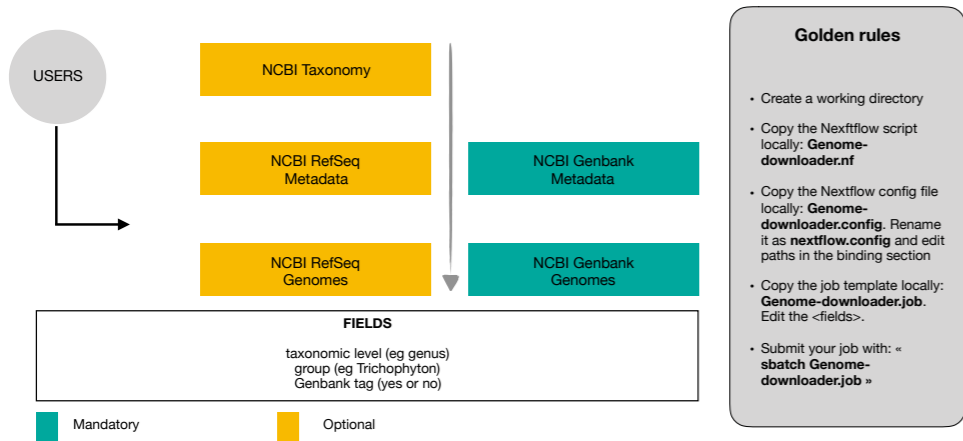 USERS
NCBI Taxonomy
NCBI RefSeq
Metadata
NCBI Genbank
Metadata
NCBI RefSeq
Genomes
NCBI Genbank
Genomes
FIELDS
taxonomic level (eg genus)
group (eg Trichophyton)
Genbank tag (yes or no)
Mandatory
Optional
Golden rules
• Create a working directory
• Copy the Nexftflow script
locally: Genome-
downloader.nf
• Copy the Nextflow config file
locally: Genome-
downloader.config. Rename
it as nextflow.config and edit
paths in the binding section
• Copy the job template locally:
Genome-downloader.job.
Edit the <fields>.
• Submit your job with: «
sbatch Genome-
downloader.job »